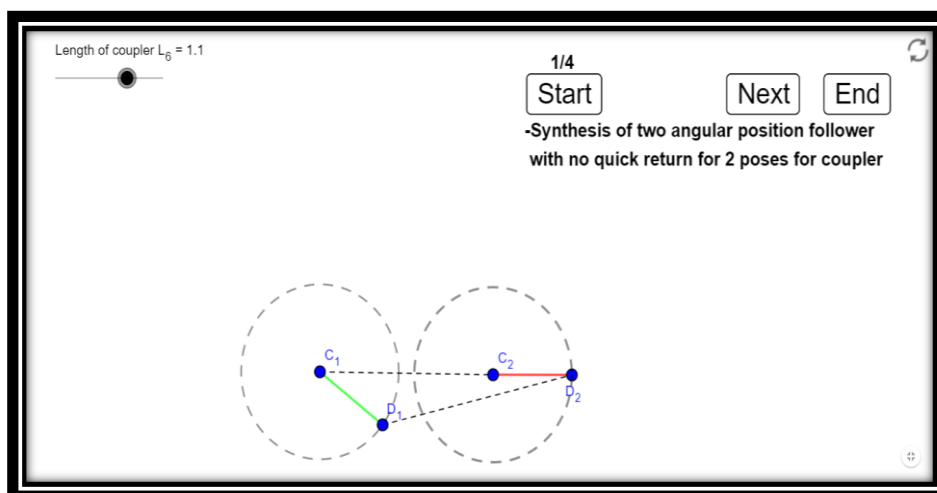 Length of coupler L₆ = 1.1
1/4
Start Next End
-Synthesis of two angular position follower
with no quick return for 2 poses for coupler
C₁ C₂
D₁ D₂